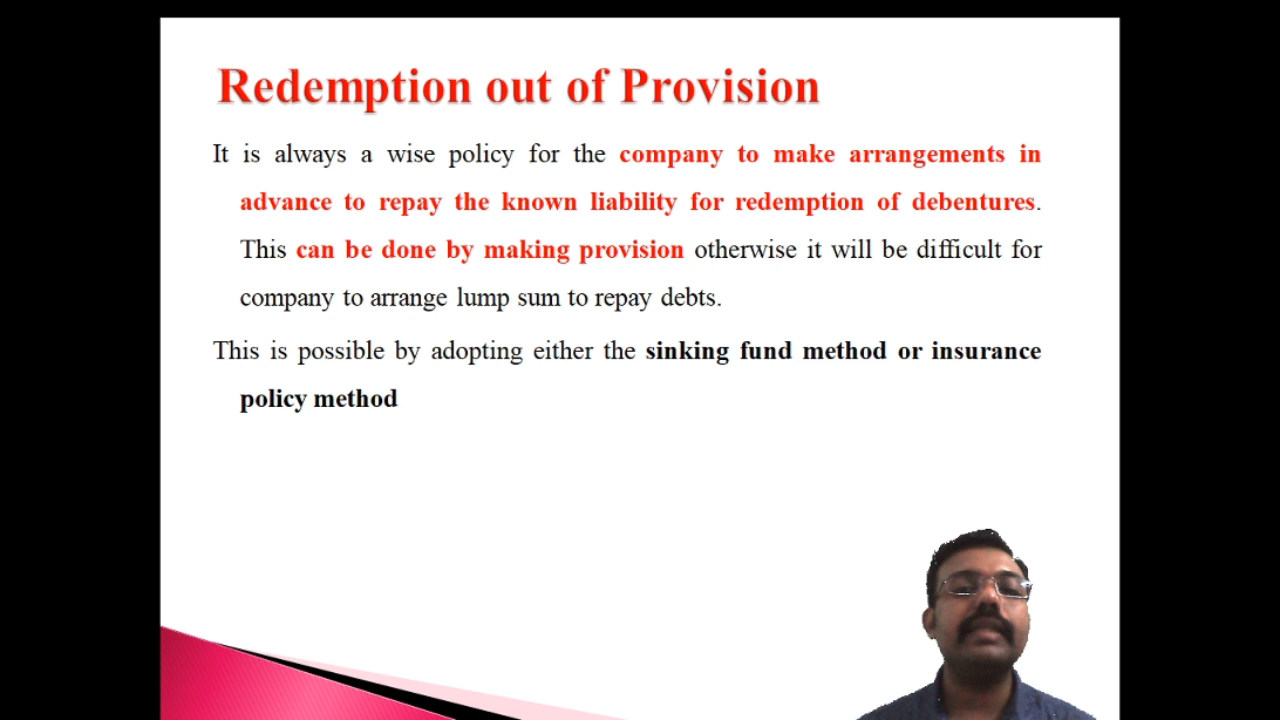 Redemption out of Provision
It is always a wise policy for the company to make arrangements in
advance to repay the known liability for redemption of debentures.
This can be done by making provision otherwise it will be difficult for
company to arrange lump sum to repay debts.
This is possible by adopting either the sinking fund method or insurance
policy method